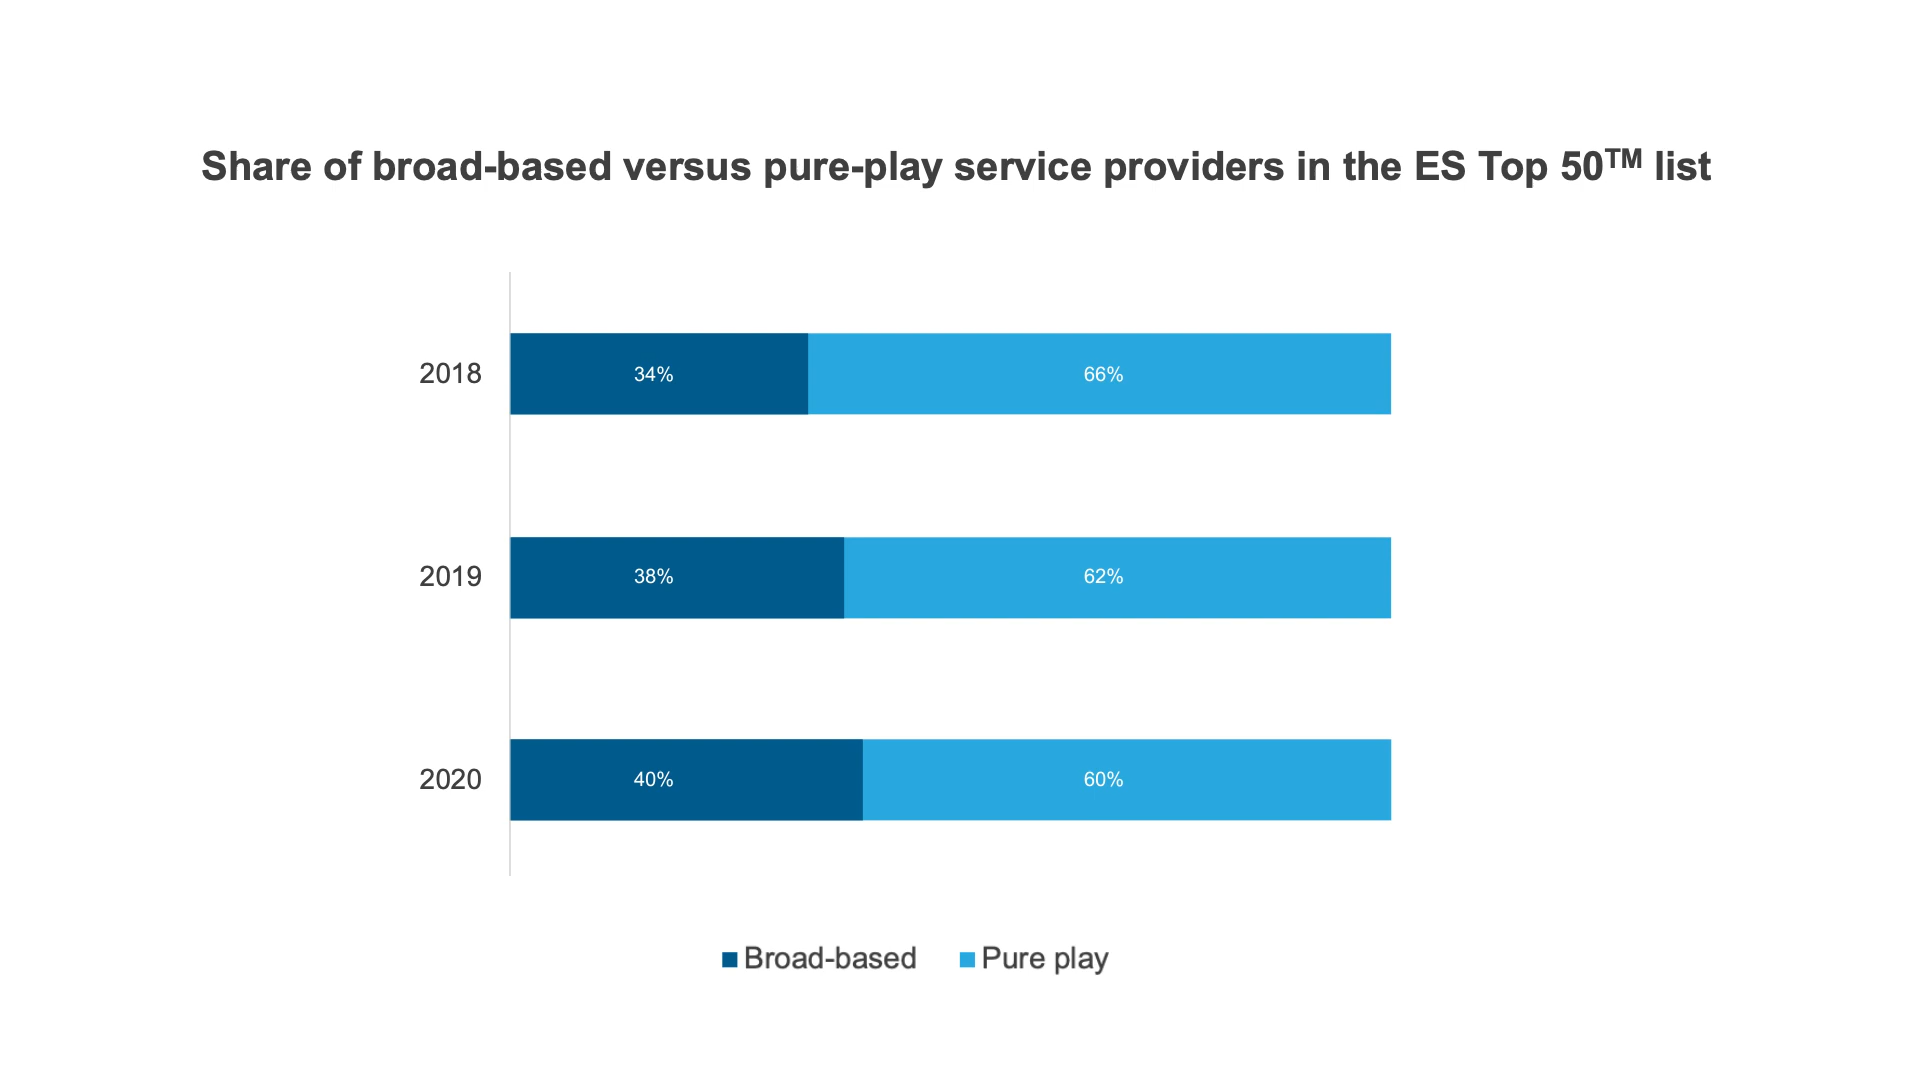 Share of broad-based versus pure-play service providers in the ES Top 50TM list
2018 34% 66%
2019 38% 62%
2020 40% 60%
Broad-based Pure play